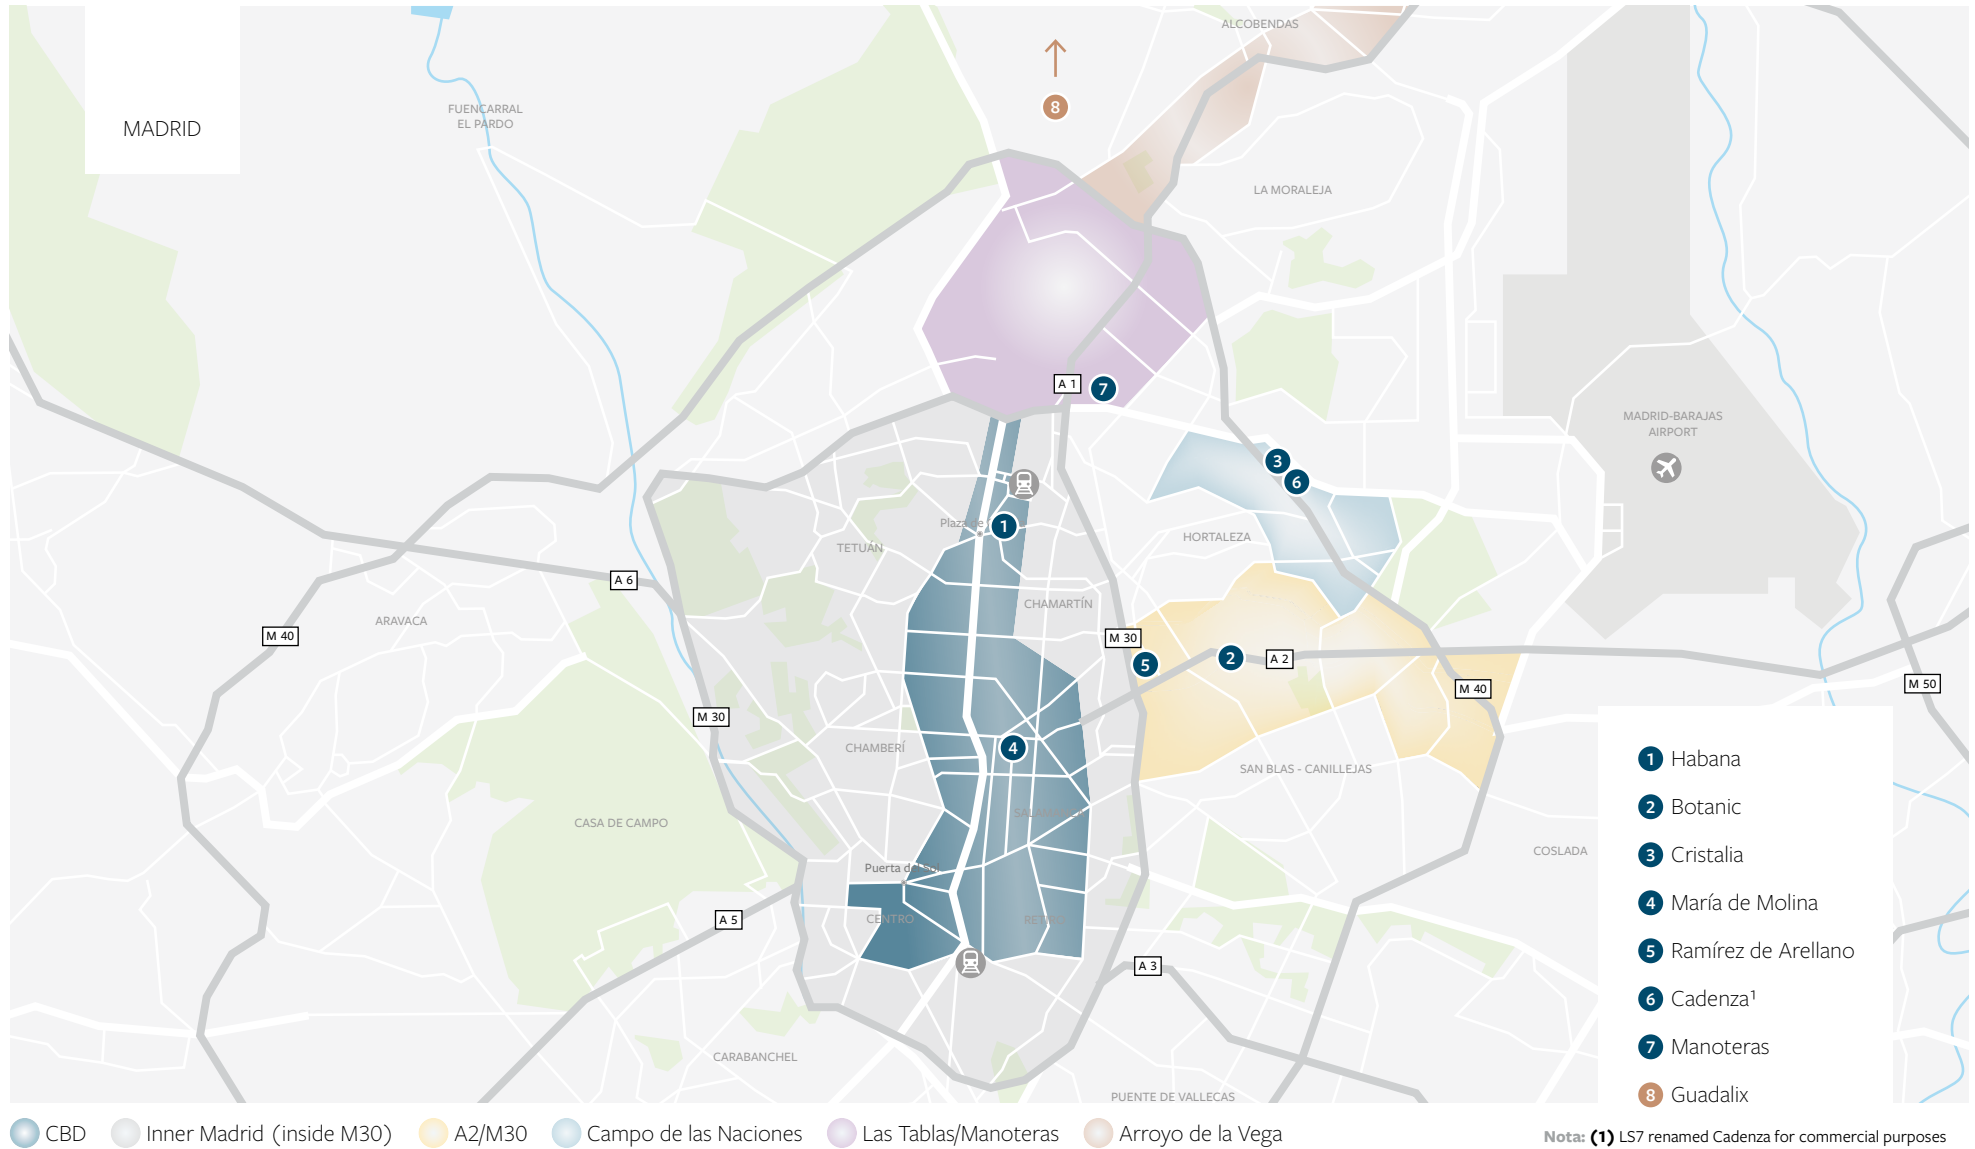 MADRID
ALCOBENDAS
8
FUENCARRAL
EL PARDO
LA MORALEJA
A 1
7
MADRID-BARAJAS
AIRPORT
3
6
Plaza de
1
HORTALEZA
TETUÁN
A 6
CHAMARTÍN
ARAVACA
M 40
M 30
5
2
A 2
M 40
M 50
M 30
CHAMBERÍ
4
SAN BLAS - CANILLEJAS
SALAMANCA
CASA DE CAMPO
COSLADA
Puerta del Sol
CENTRO
RETIRO
A 5
A 3
CARABANCHEL
PUENTE DE VALLECAS
1 Habana
2 Botanic
3 Cristalia
4 María de Molina
5 Ramírez de Arellano
6 Cadenza¹
7 Manoteras
8 Guadalix
CBD
Inner Madrid (inside M30)
A2/M30
Campo de las Naciones
Las Tablas/Manoteras
Arroyo de la Vega
Nota: (1) LS7 renamed Cadenza for commercial purposes